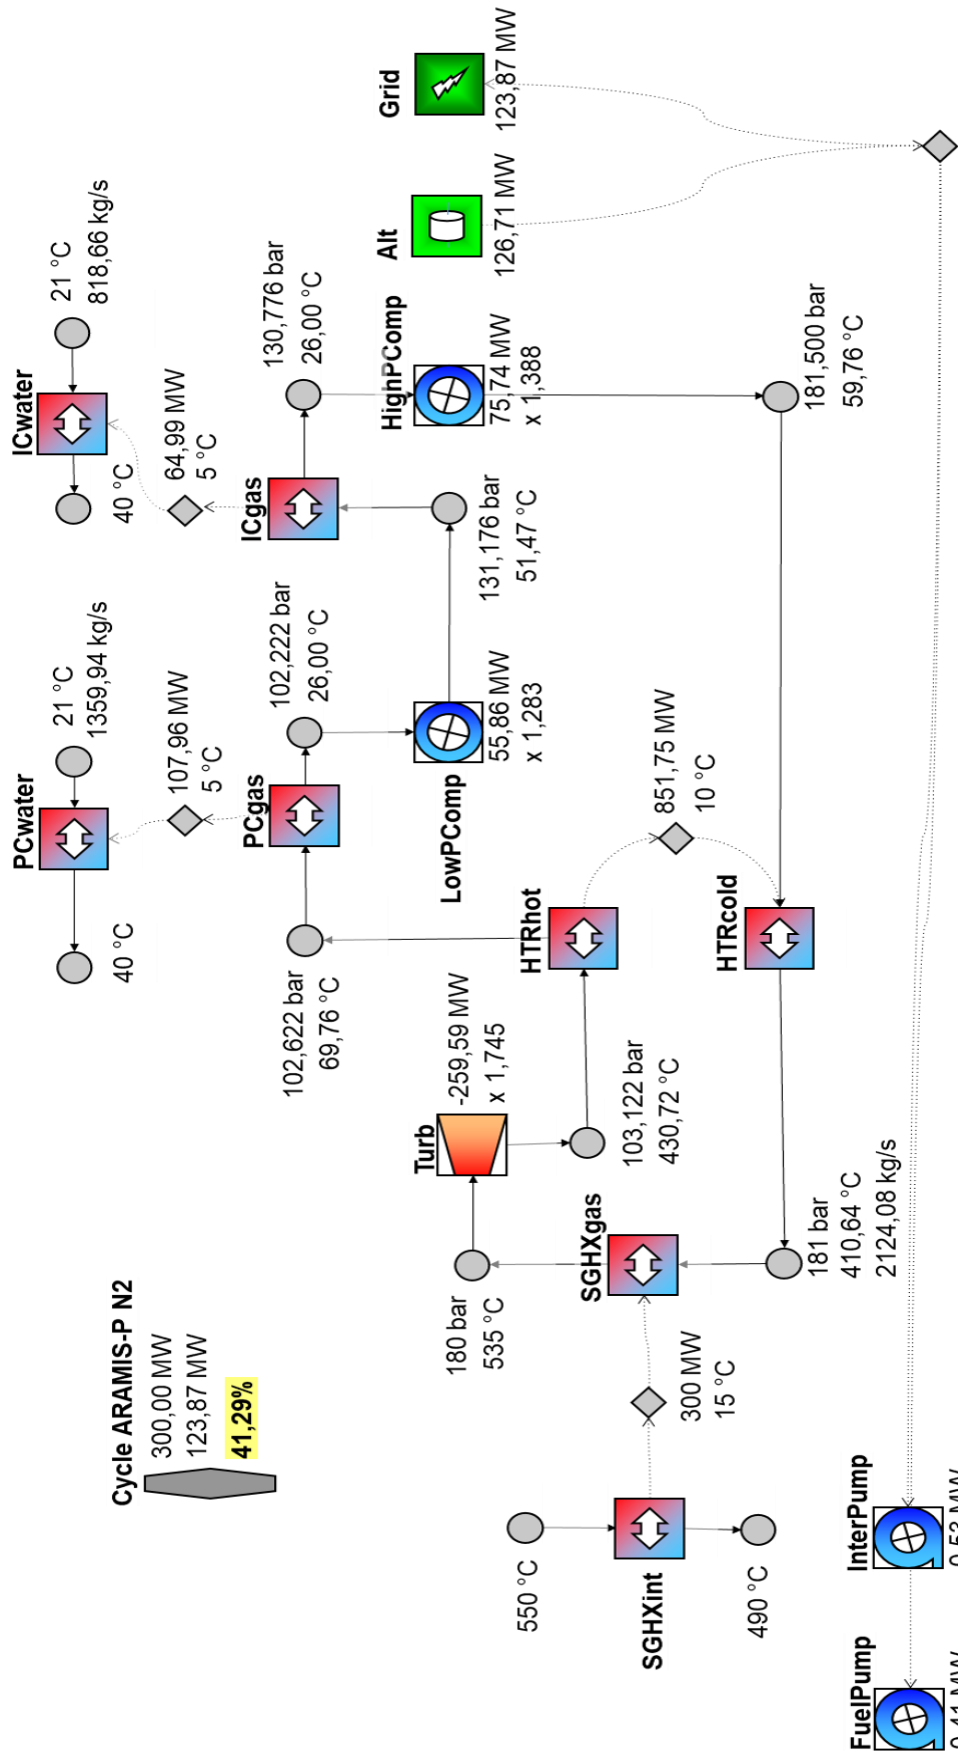 Cycle ARAMIS-P N2
300,00 MW
123,87 MW
41,29%
550 °C
SGHXint
490 °C
300 MW
15 °C
SGHXgas
180 bar
535 °C
181 bar
410,64 °C
2124,08 kg/s
Turb
-259,59 MW
x 1,745
103,122 bar
430,72 °C
HTRhot
851,75 MW
10 °C
HTRcold
102,622 bar
69,76 °C
PCgas
107,96 MW
5 °C
PCwater
21 °C
1359,94 kg/s
40 °C
102,222 bar
26,00 °C
LowPComp
55,86 MW
x 1,283
131,176 bar
51,47 °C
ICgas
64,99 MW
5 °C
ICwater
21 °C
818,66 kg/s
40 °C
130,776 bar
26,00 °C
HighPComp
75,74 MW
x 1,388
181,500 bar
59,76 °C
Alt
126,71 MW
Grid
123,87 MW
InterPump
0,53 MW
FuelPump
0,41 MW